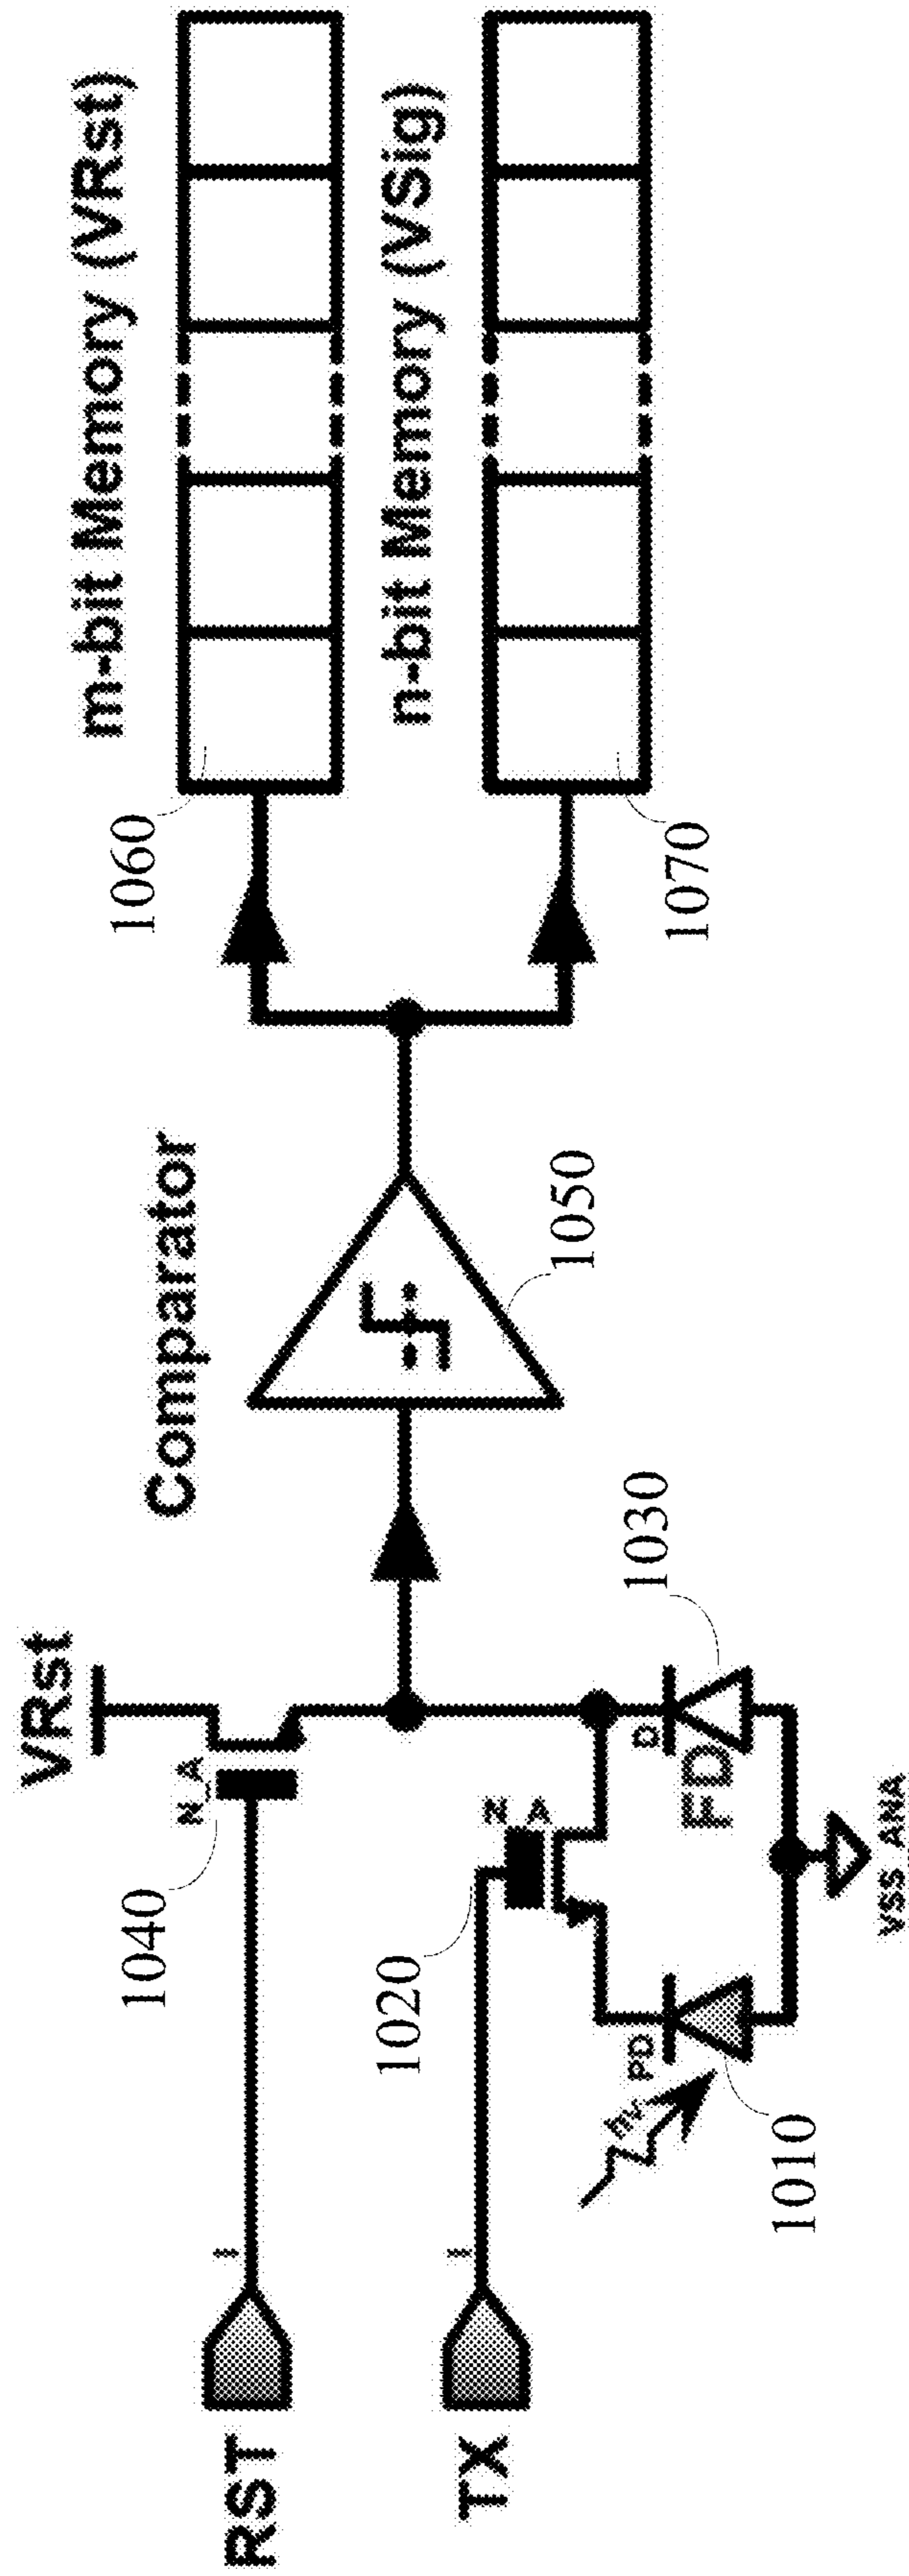 m-bit Memory (VRst)
1060
n-bit Memory (VSig)
1070
Comparator
1050
VRst
N_A
1040
RST
I
TX
I
1020
N_A
hv
PD
1010
D
FD
1030
VSS_ANA